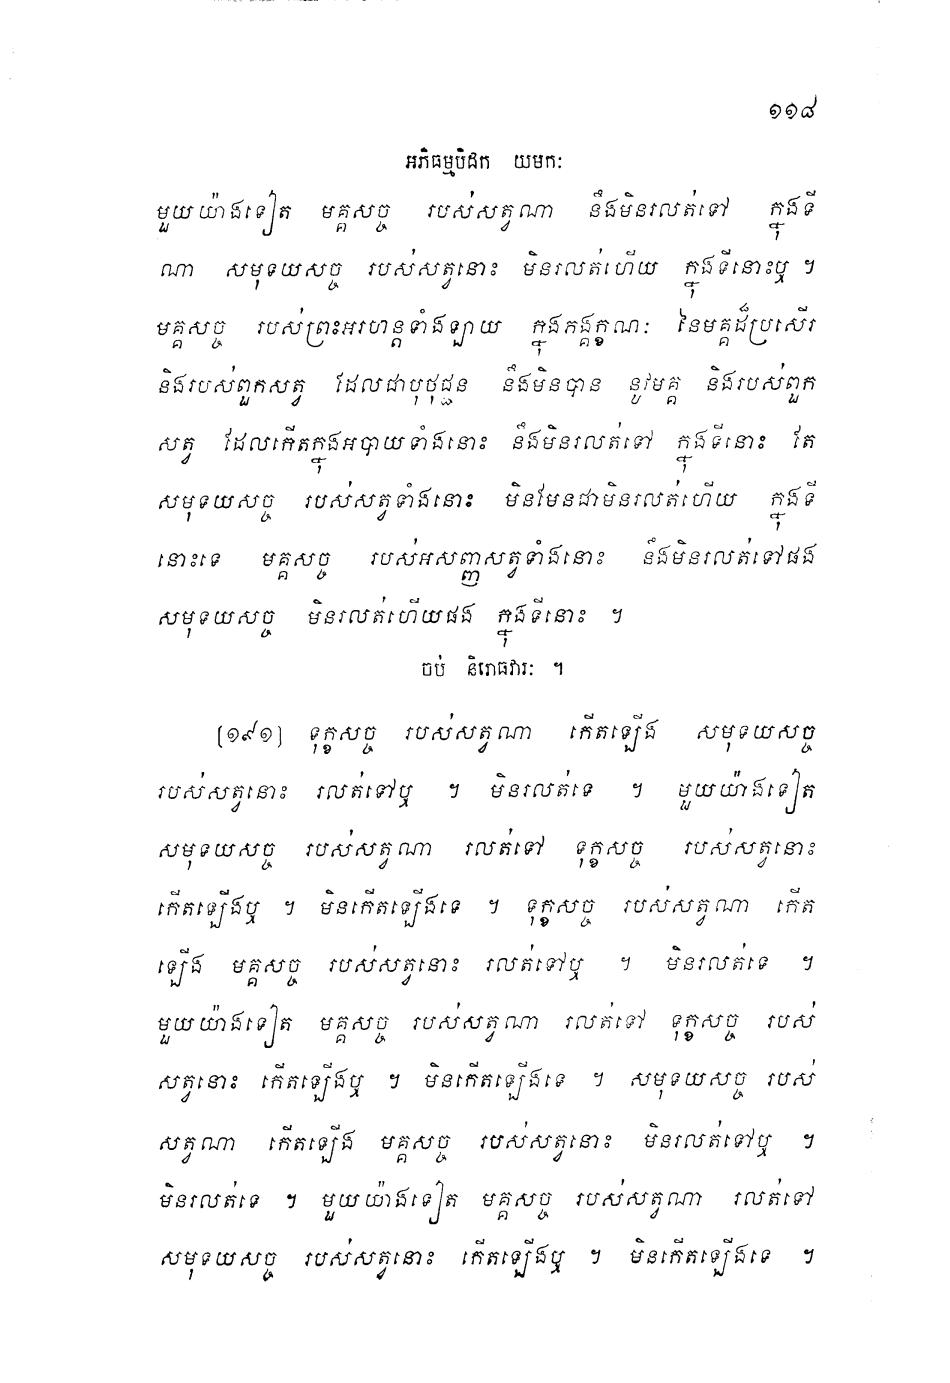 ១១៨
អភិធម្មបិដក យមកៈ
មួយយ៉ាងទៀត មគ្គសច្ច របស់សត្វណា នឹងមិនរលត់ទៅ ក្នុងទី
ណា សមុទយសច្ច របស់សត្វនោះ មិនរលត់ហើយ ក្នុងទីនោះឬ ។
មគ្គសច្ច របស់ព្រះអរហន្តទាំងឡាយ ក្នុងភង្គក្ខណៈ នៃមគ្គដ៏ប្រសើរ
និងរបស់ពួកសត្វ ដែលជាបុថុជ្ជន នឹងមិនបាន នូវមគ្គ និងរបស់ពួក
សត្វ ដែលកើតក្នុងអបាយទាំងនោះ នឹងមិនរលត់ទៅ ក្នុងទីនោះ តែ
សមុទយសច្ច របស់សត្វទាំងនោះ មិនមែនជាមិនរលត់ហើយ ក្នុងទី
នោះទេ មគ្គសច្ច របស់អសញ្ញសត្វទាំងនោះ នឹងមិនរលត់ទៅផង
សមុទយសច្ច មិនរលត់ហើយផង ក្នុងទីនោះ ។
ចប់ និរោធវារៈ ។
(១៩១) ទុក្ខសច្ច របស់សត្វណា កើតឡើង សមុទយសច្ច
របស់សត្វនោះ រលត់ទៅឬ ។ មិនរលត់ទេ ។ មួយយ៉ាងទៀត
សមុទយសច្ច របស់សត្វណា រលត់ទៅ ទុក្ខសច្ច របស់សត្វនោះ
កើតឡើងឬ ។ មិនកើតឡើងទេ ។ ទុក្ខសច្ច របស់សត្វណា កើត
ឡើង មគ្គសច្ច របស់សត្វនោះ រលត់ទៅឬ ។ មិនរលត់ទេ ។
មួយយ៉ាងទៀត មគ្គសច្ច របស់សត្វណា រលត់ទៅ ទុក្ខសច្ច របស់
សត្វនោះ កើតឡើងឬ ។ មិនកើតឡើងទេ ។ សមុទយសច្ច របស់
សត្វណា កើតឡើង មគ្គសច្ច របស់សត្វនោះ មិនរលត់ទៅឬ ។
មិនរលត់ទេ ។ មួយយ៉ាងទៀត មគ្គសច្ច របស់សត្វណា រលត់ទៅ
សមុទយសច្ច របស់សត្វនោះ កើតឡើងឬ ។ មិនកើតឡើងទេ ។